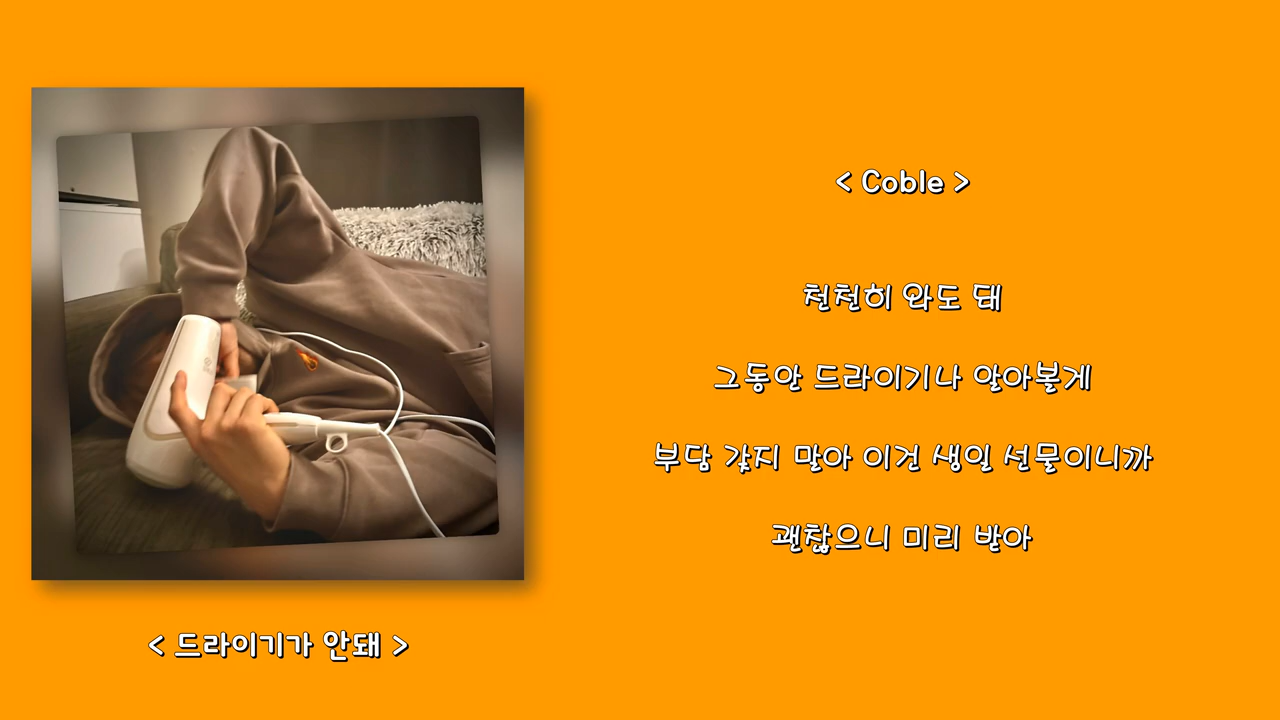 < Coble >
천천히 와도 돼
그동안 드라이기나 알아볼게
부담 갖지 말아 이건 생일 선물이니까
괜찮으니 미리 받아
< 드라이기가 안돼 >